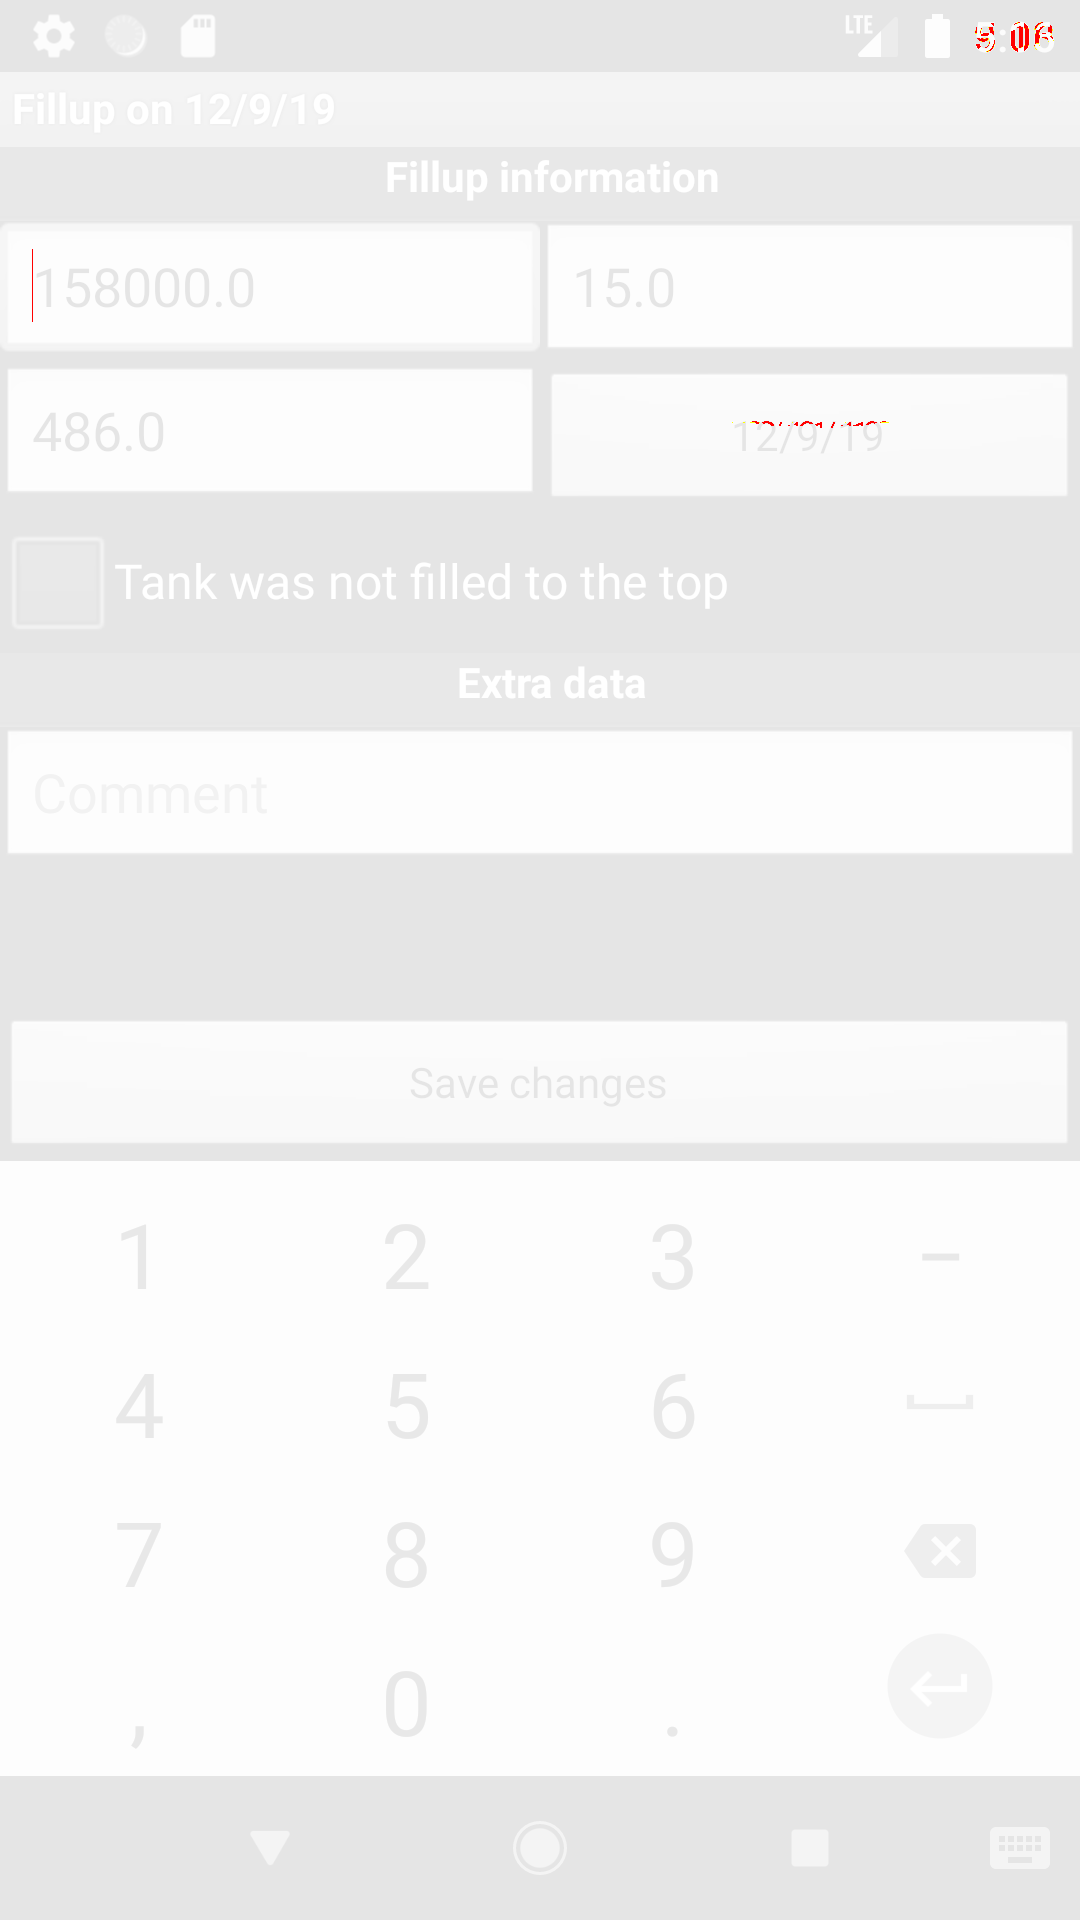 LTE
Fillup on 12/9/19
Fillup information
158000.0 15.0
486.0 12/9/19
Tank was not filled to the top
Extra data
Comment
Save changes
1 2 3 –
4 5 6
7 8 9
, 0 .